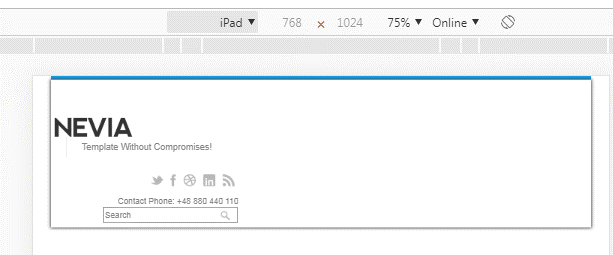 iPad ▼ 768 × 1024 75% ▼ Online ▼
NEVIA
Template Without Compromises!
Contact Phone: +48 880 440 110
Search